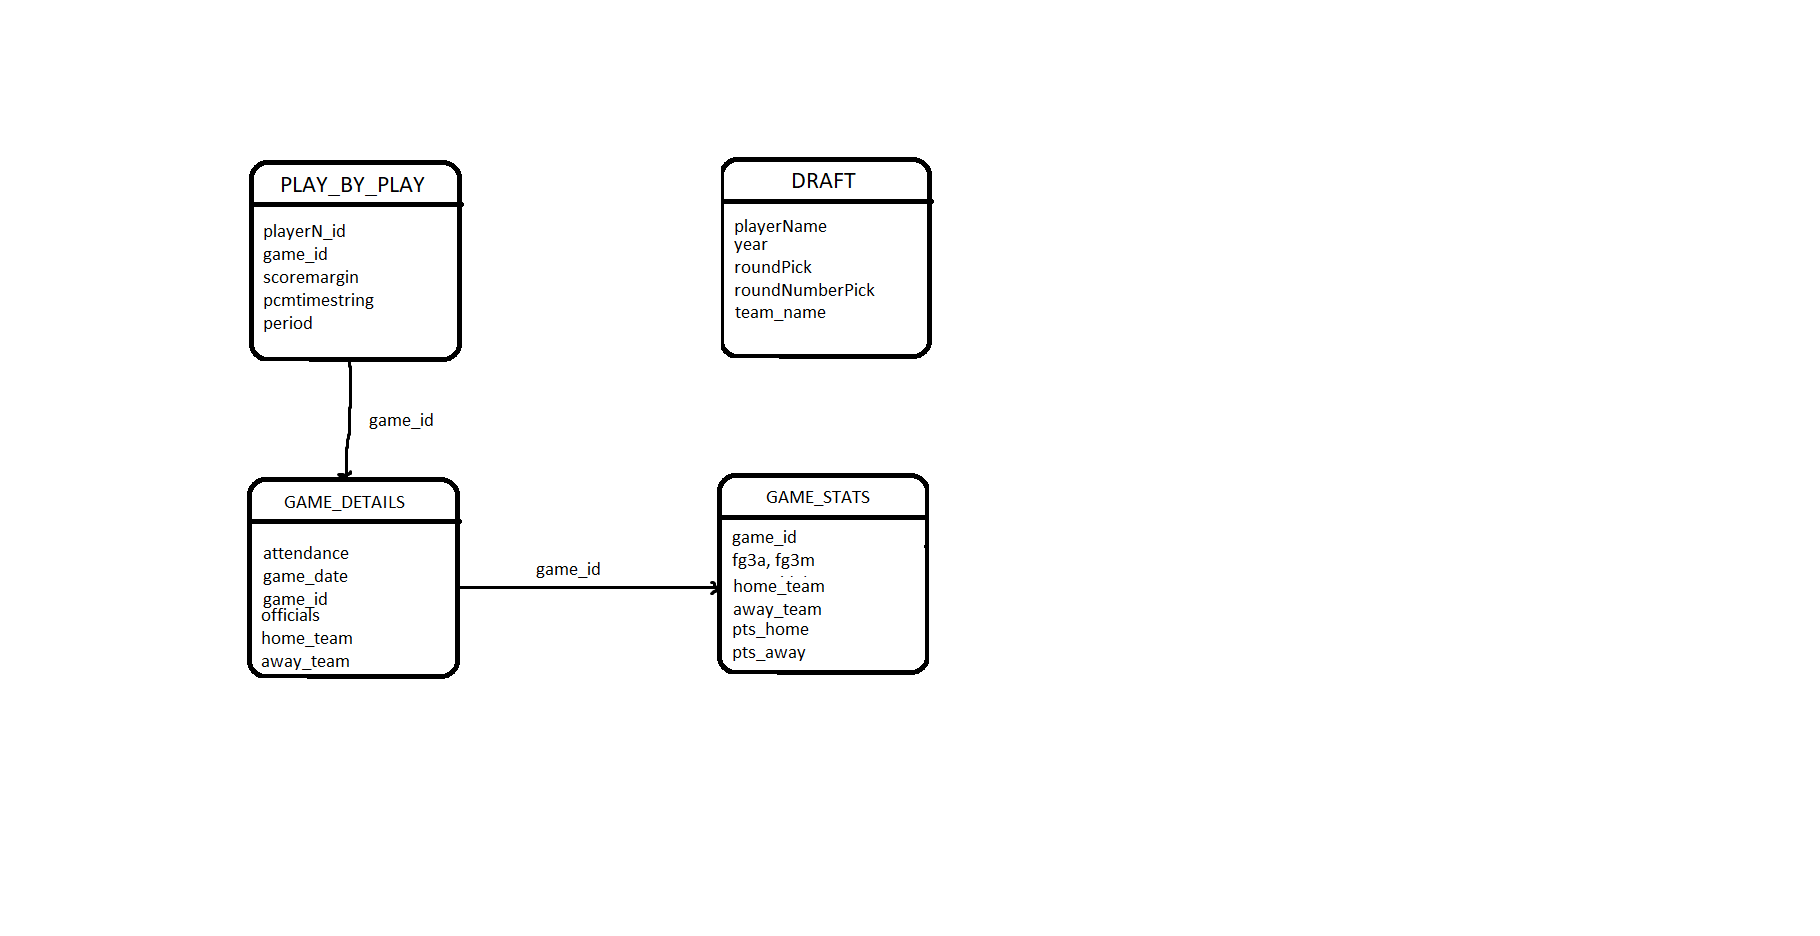 PLAY_BY_PLAY
playerN_id
game_id
scoremargin
pcmtimestring
period
DRAFT
playerName
year
roundPick
roundNumberPick
team_name
game_id
GAME_DETAILS
attendance
game_date
game_id
officials
home_team
away_team
game_id
GAME_STATS
game_id
fg3a, fg3m
home_team
away_team
pts_home
pts_away